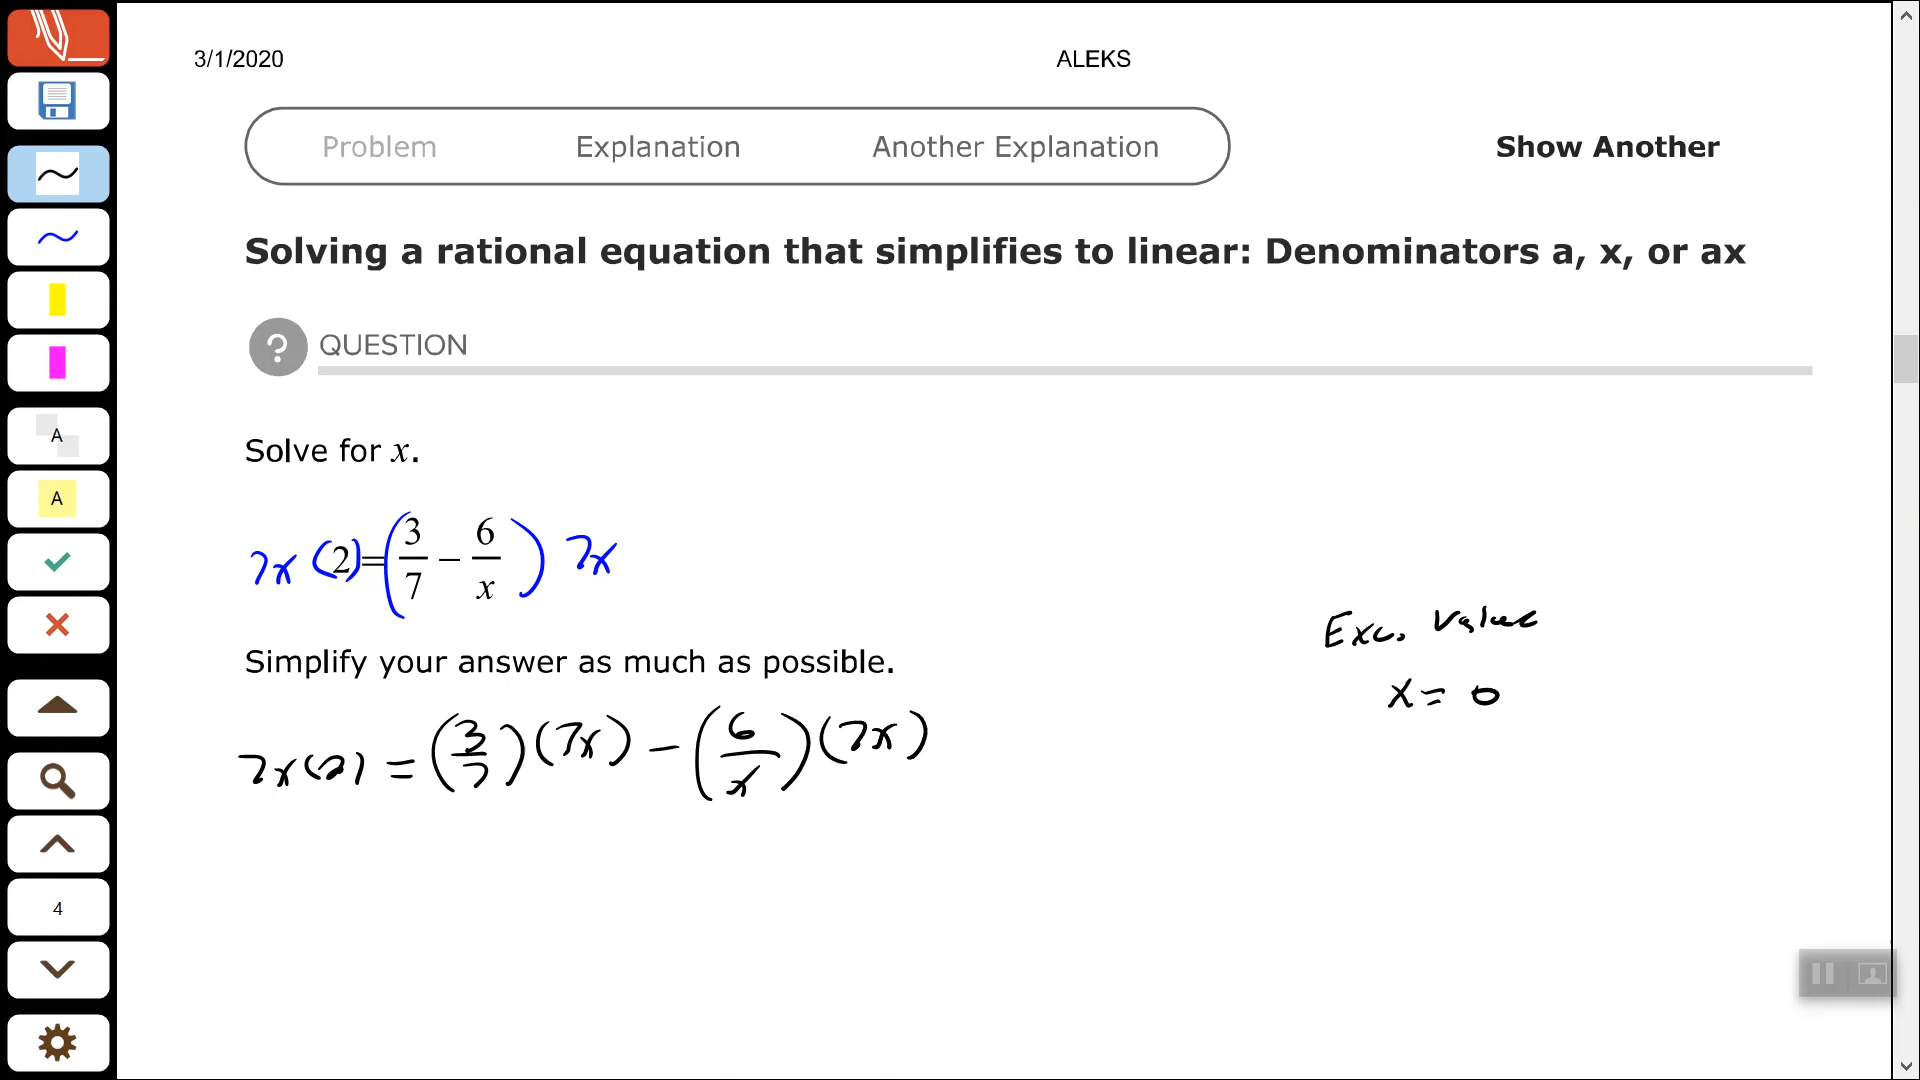 3/1/2020 ALEKS
Problem Explanation Another Explanation Show Another
Solving a rational equation that simplifies to linear: Denominators a, x, or ax
? QUESTION
Solve for x.
7x (2) = (3/7 − 6/x) 7x
Exc. Value
Simplify your answer as much as possible.
x = 0
7x(2) = (3/7)(7x) − (6/x)(7x)
A
A
4